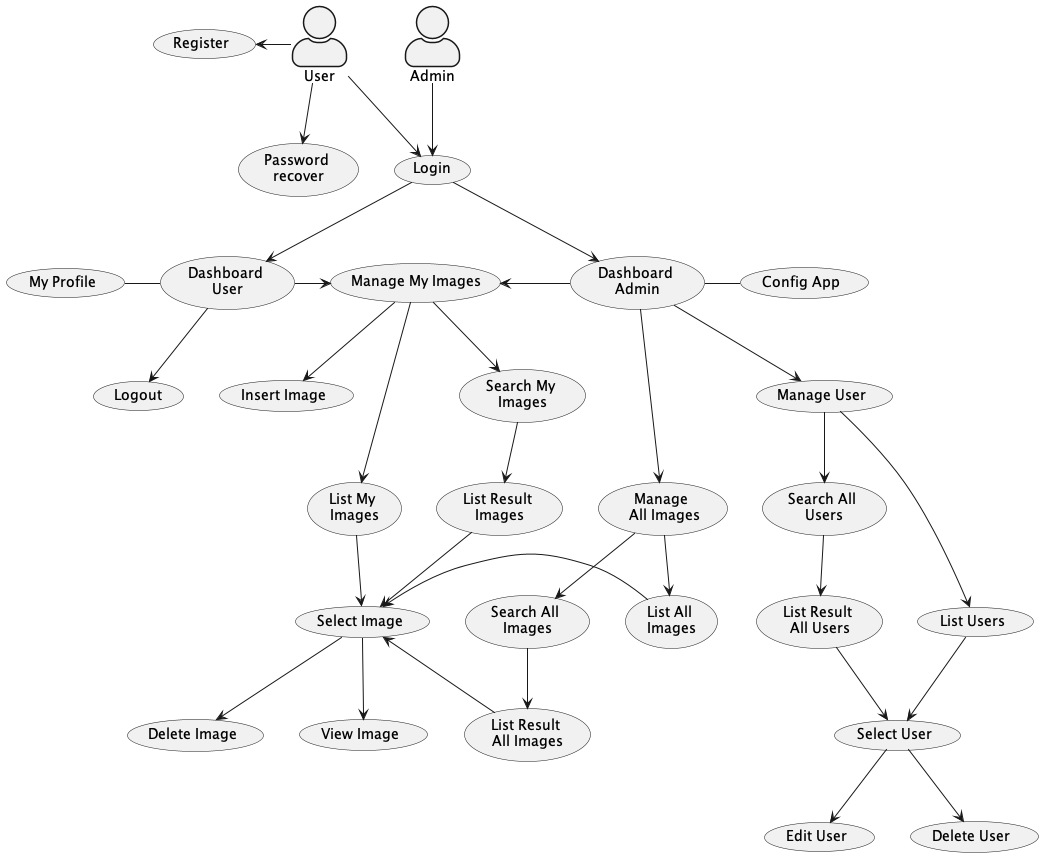 Register
User
Admin
Password
recover
Login
My Profile
Dashboard
User
Manage My Images
Dashboard
Admin
Config App
Logout
Insert Image
Search My
Images
Manage User
List My
Images
List Result
Images
Manage
All Images
Search All
Users
Select Image
Search All
Images
List All
Images
List Result
All Users
List Users
Delete Image
View Image
List Result
All Images
Select User
Edit User
Delete User